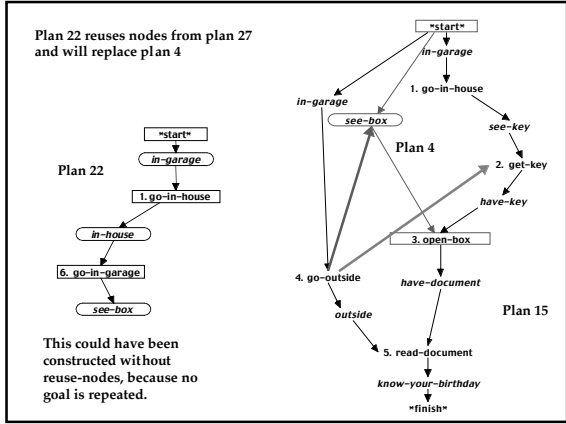 Plan 22 reuses nodes from plan 27
and will replace plan 4
*start*
in-garage
Plan 22
1. go-in-house
in-house
6. go-in-garage
see-box
This could have been
constructed without
reuse-nodes, because no
goal is repeated.
*start*
in-garage
1. go-in-house
in-garage
see-box
see-key
Plan 4
2. get-key
have-key
3. open-box
4. go-outside
have-document
outside
Plan 15
5. read-document
know-your-birthday
*finish*